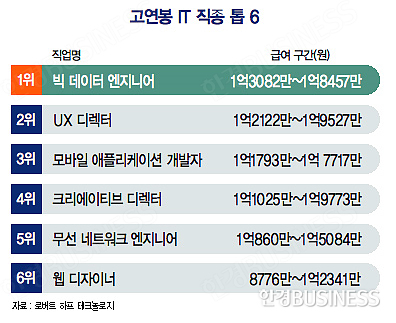 고연봉 IT 직종 톱 6
직업명 급여 구간(원)
1위 빅 데이터 엔지니어 1억3082만~1억8457만
2위 UX 디렉터 1억2122만~1억9527만
3위 모바일 애플리케이션 개발자 1억1793만~1억 7717만
4위 크리에이티브 디렉터 1억1025만~1억9773만
5위 무선 네트워크 엔지니어 1억860만~1억5084만
6위 웹 디자이너 8776만~1억2341만
자료 : 로버트 하프 테크놀로지
한경BUSINESS